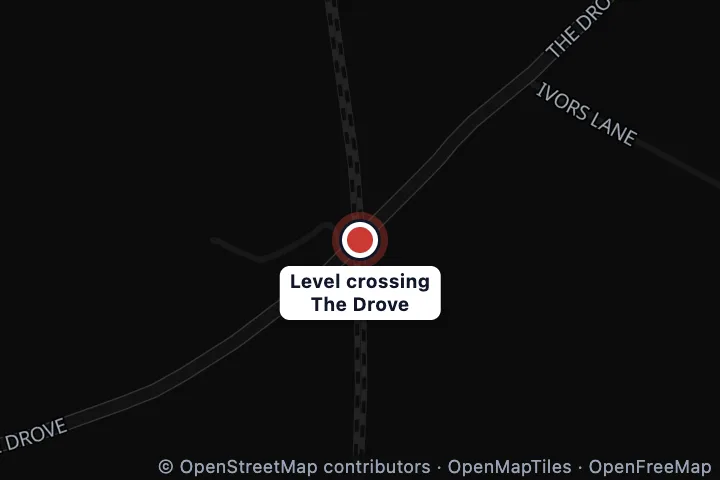 THE DRO
IVORS LANE
Level crossing
The Drove
DROVE
© OpenStreetMap contributors · OpenMapTiles · OpenFreeMap